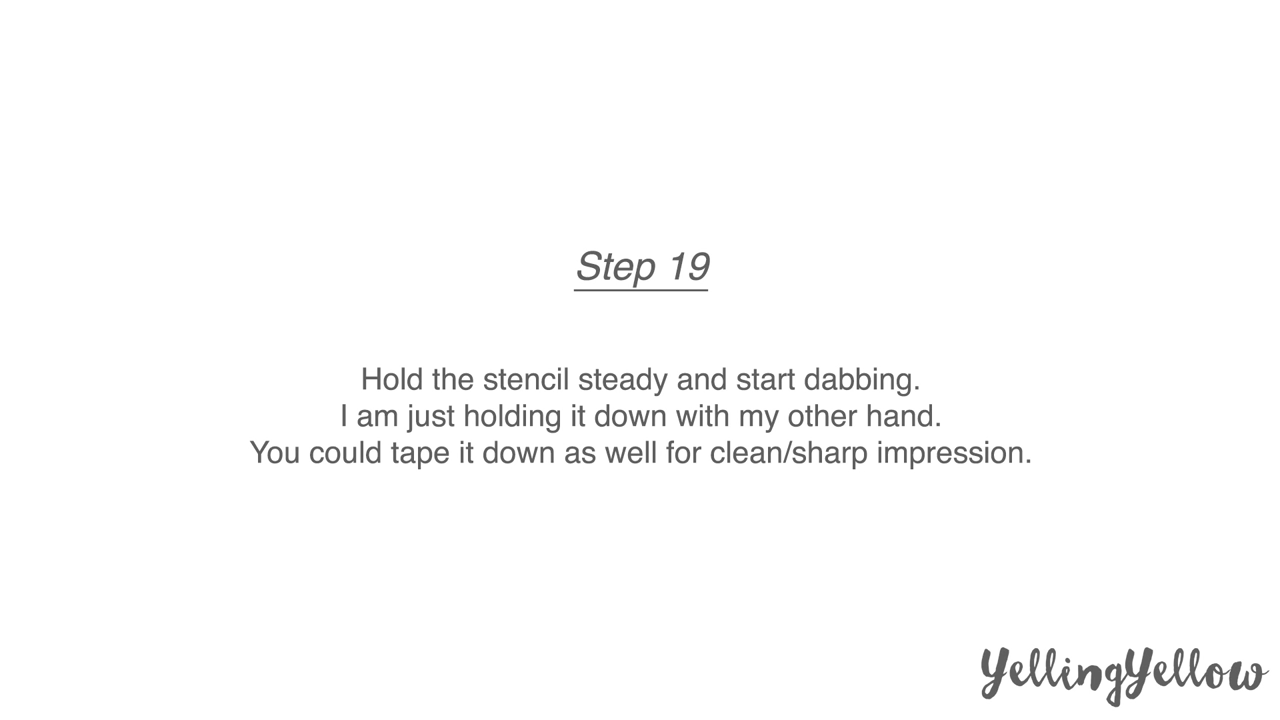 Step 19
Hold the stencil steady and start dabbing.
I am just holding it down with my other hand.
You could tape it down as well for clean/sharp impression.
YellingYellow